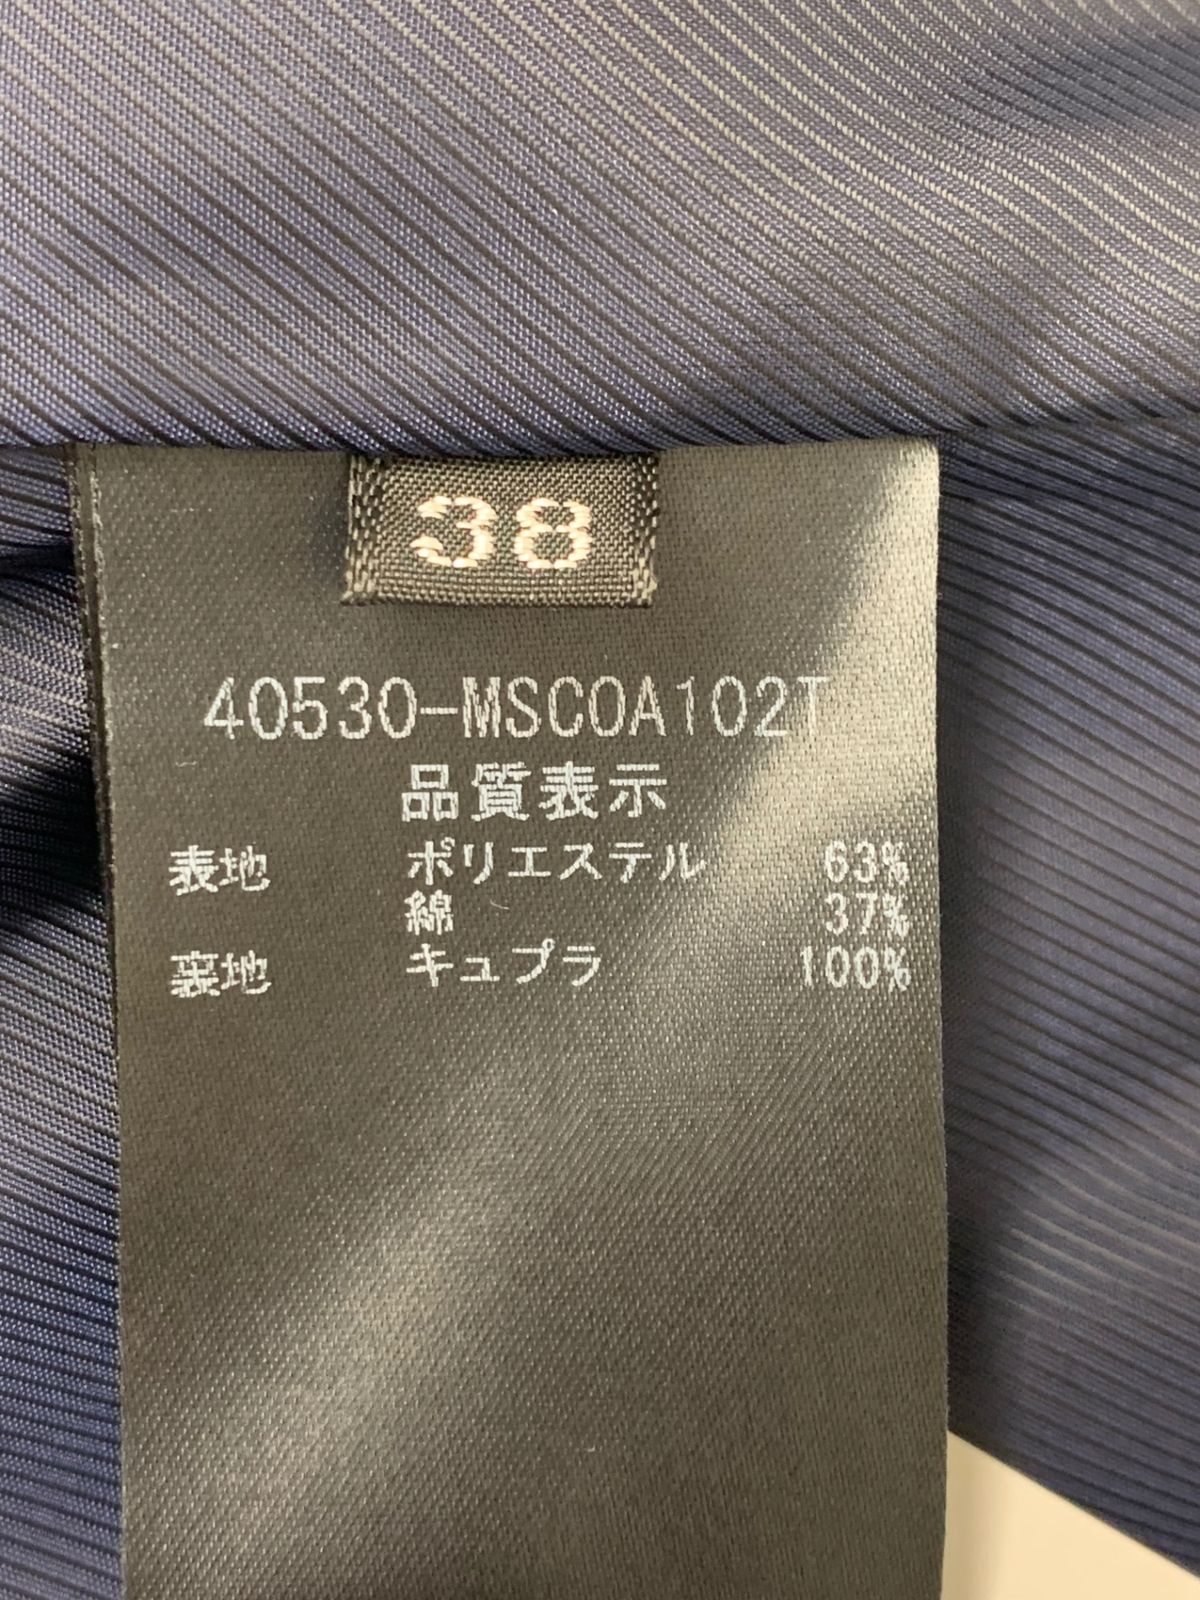 38
40530-MSCOA102T
品質表示
表地 ポリエステル 63%
綿 37%
裏地 キュプラ 100%